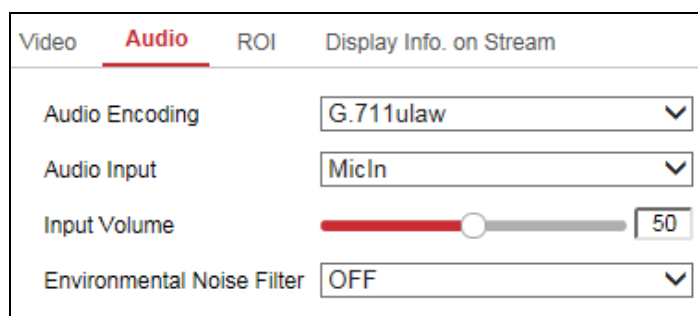 Video Audio ROI Display Info. on Stream
Audio Encoding G.711ulaw
Audio Input MicIn
Input Volume 50
Environmental Noise Filter OFF